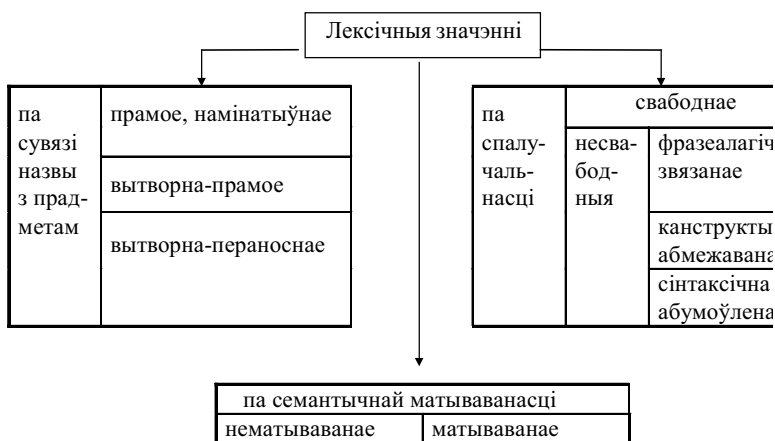 Лексічныя значэнні
па
сувязі
назвы
з прад-
метам
прамое, намінатыўнае
вытворна-прамое
вытворна-пераноснае
па
спалу-
чаль-
насці
свабоднае
несва-
бод-
ныя
фразеалагіч
звязанае
канструкты
абмежавана
сінтаксічна
абумоўлена
па семантычнай матываванасці
нематываванае
матываванае